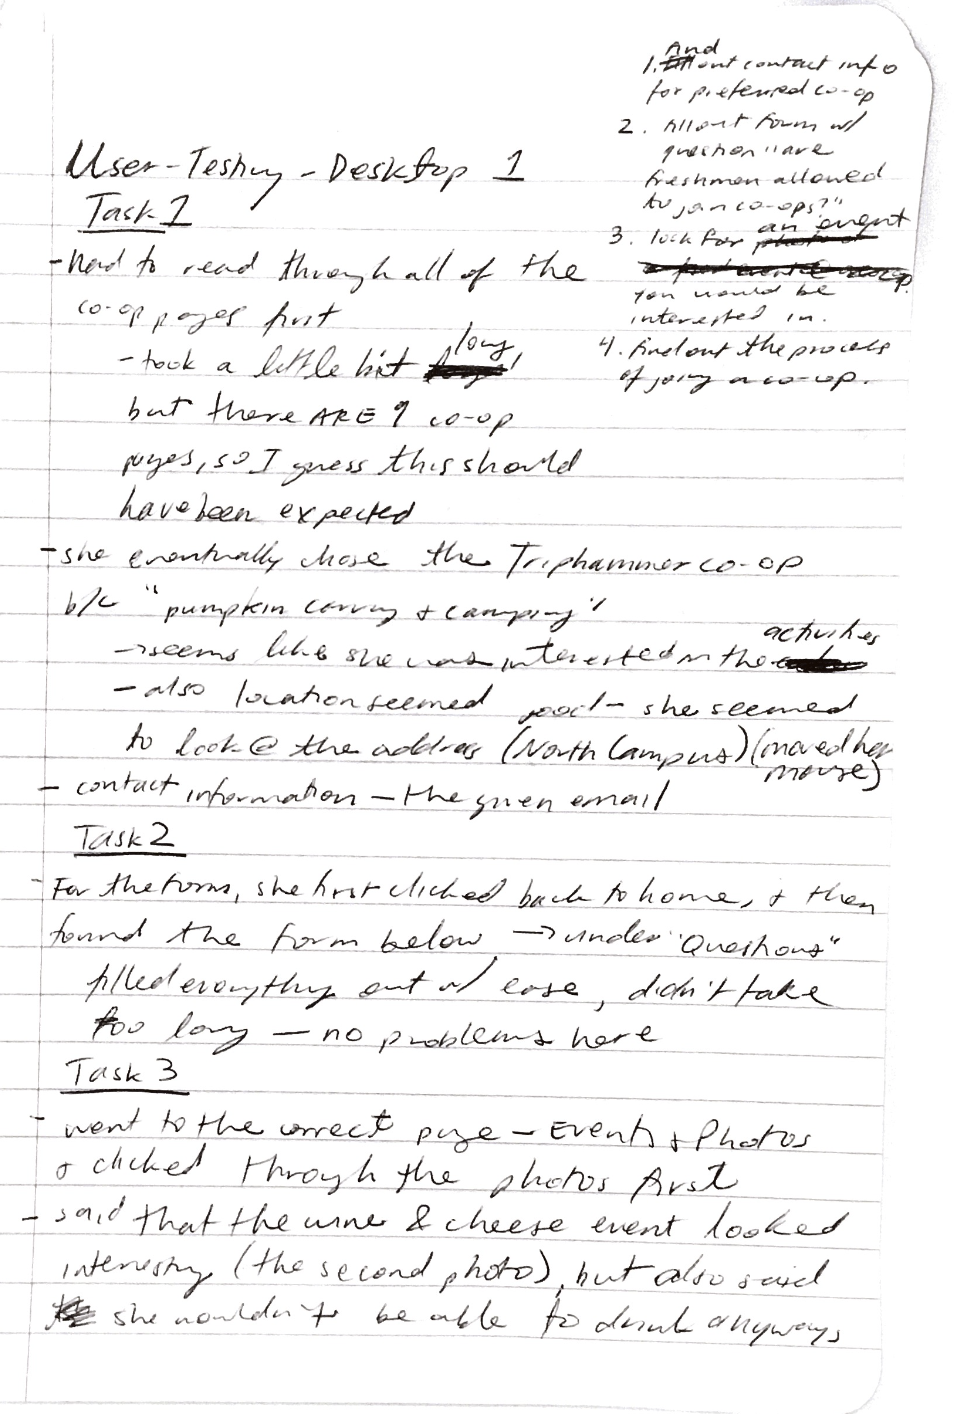 And
1. Fill out contact info
for preferred co-op
2. fill out form w/
question "are
freshmen allowed
to join co-ops?"
3. look for an event
you would be
interested in.
4. find out the process
of joing a co-op.
User-Testing - Desktop 1
Task 1
- had to read through all of the
co-op pages first
- took a little bit long,
but there ARE 9 co-op
pages, so I guess this should
have been expected
- she eventually chose the Triphammer co-op
b/c "pumpkin carving & camping"
→ seems like she was interested in the activities
- also location seemed good - she seemed
to look @ the address (North Campus) (moved her
mouse)
- contact information - the given email
Task 2
- For the form, she first clicked back to home, & then
found the form below → under "Questions"
filled everything out w/ ease, didn't take
too long - no problems here
Task 3
- went to the correct page - Events & Photos
& clicked through the photos first
- said that the wine & cheese event looked
interesting (the second photo), but also said
she wouldn't be able to drink anyways